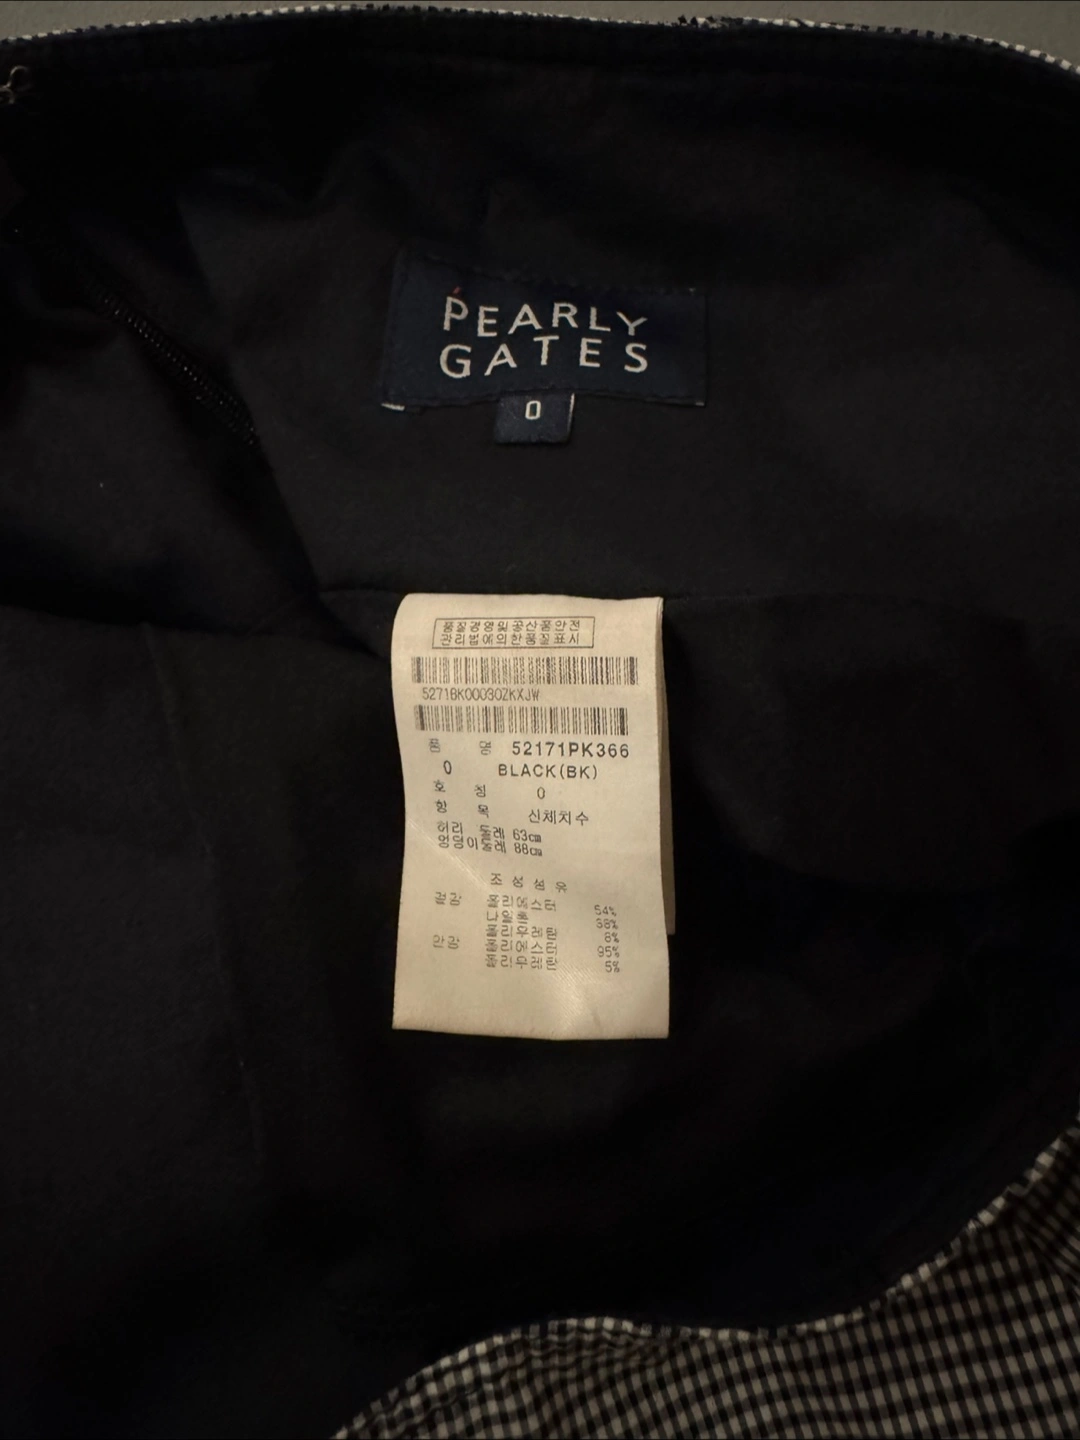 PEARLY
GATES
0
품질경영및공산품안전
관리법에의한품질표시
5271BK00030ZKXJW
품 명 52171PK366
0 BLACK(BK)
호 칭 0
항 목 신체치수
허리 둘레 63cm
엉덩이둘레 88cm
조 성 섬 유
겉감 폴리에스터 54%
나일론 38%
폴리우레탄 8%
안감 폴리에스터 95%
폴리우레탄 5%